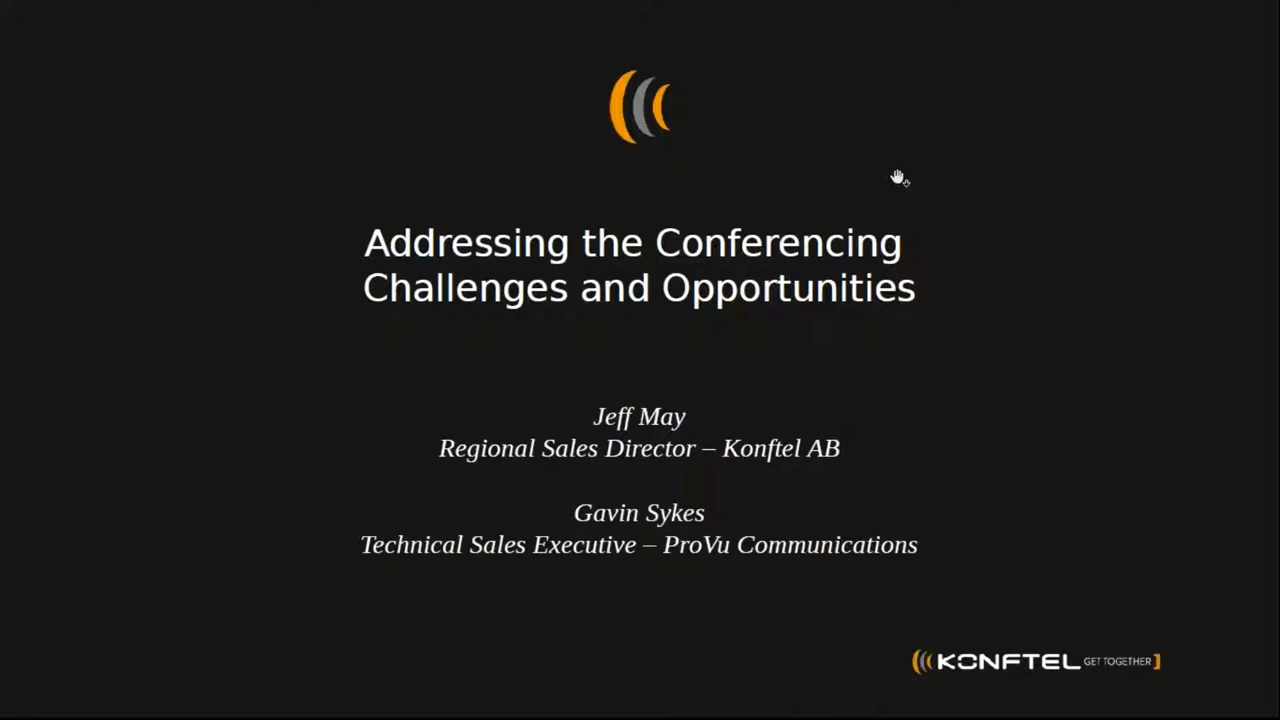 Addressing the Conferencing
Challenges and Opportunities
Jeff May
Regional Sales Director – Konftel AB
Gavin Sykes
Technical Sales Executive – ProVu Communications
KONFTEL GET TOGETHER